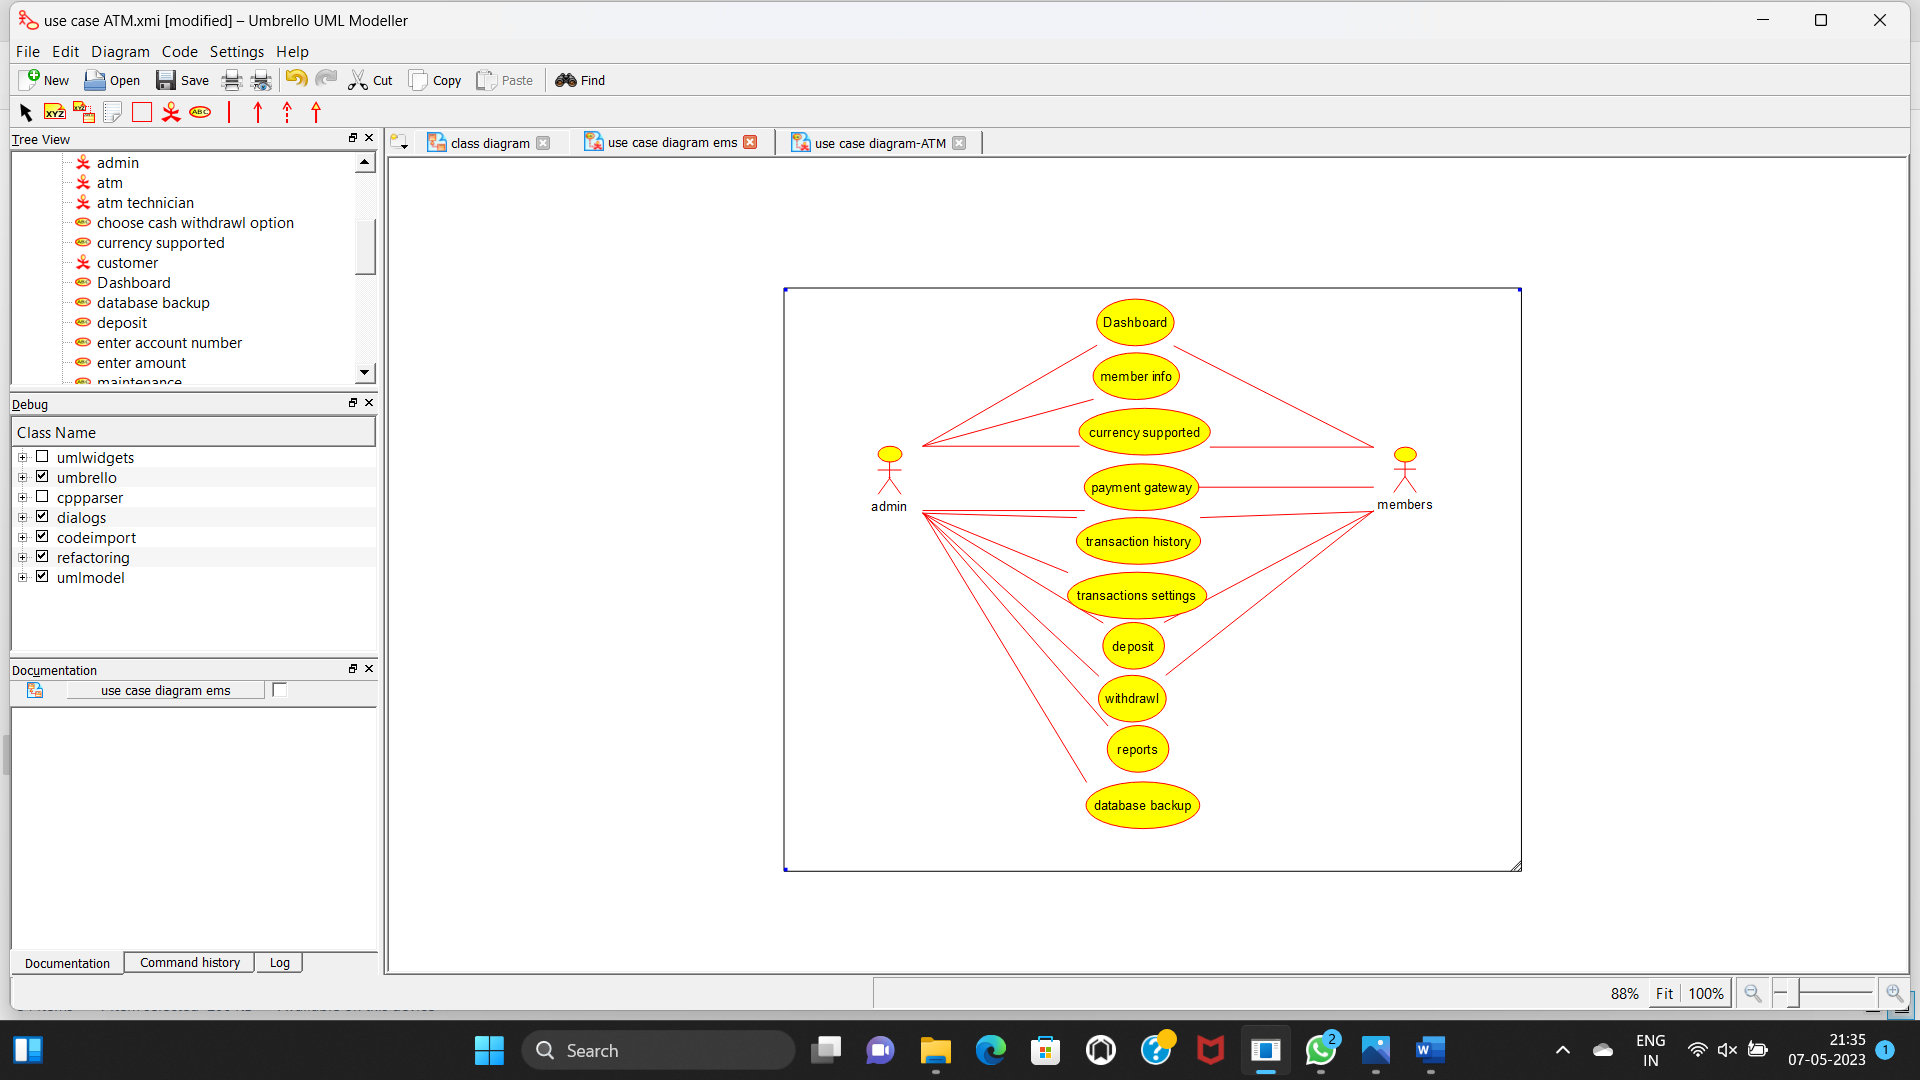 use case ATM.xmi [modified] – Umbrello UML Modeller
File Edit Diagram Code Settings Help
New Open Save Cut Copy Paste Find
XYZ XYZ ABC
Tree View
class diagram use case diagram ems use case diagram-ATM
admin
atm
atm technician
choose cash withdrawl option
currency supported
customer
Dashboard
database backup
deposit
enter account number
enter amount
maintenance
Debug
Class Name
umlwidgets
umbrello
cppparser
dialogs
codeimport
refactoring
umlmodel
Documentation
use case diagram ems
Documentation Command history Log
Dashboard
member info
currency supported
payment gateway
admin
members
transaction history
transactions settings
deposit
withdrawl
reports
database backup
88% Fit 100%
Search
2
W
ENG
IN
21:35
07-05-2023
1